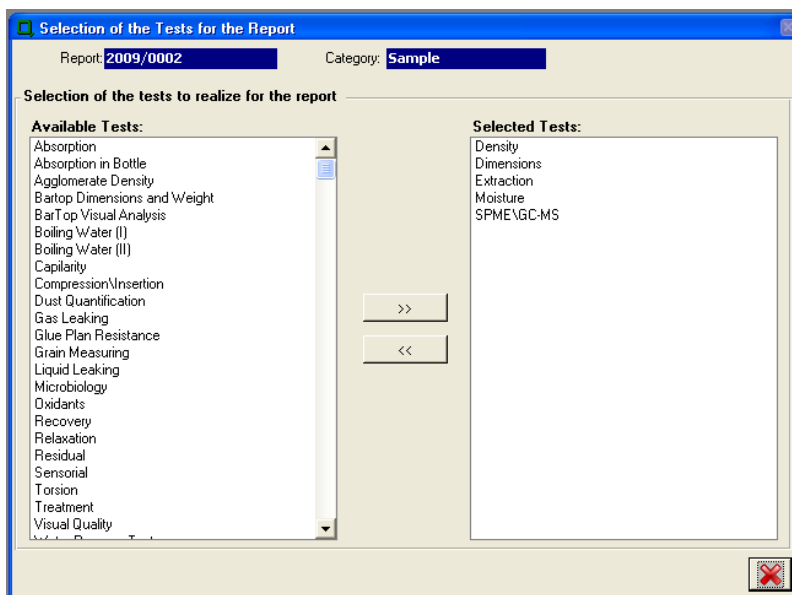 Selection of the Tests for the Report
Report: 2009/0002 Category: Sample
Selection of the tests to realize for the report
Available Tests:
Absorption
Absorption in Bottle
Agglomerate Density
Bartop Dimensions and Weight
BarTop Visual Analysis
Boiling Water (I)
Boiling Water (II)
Capilarity
Compression\Insertion
Dust Quantification
Gas Leaking
Glue Plan Resistance
Grain Measuring
Liquid Leaking
Microbiology
Oxidants
Recovery
Relaxation
Residual
Sensorial
Torsion
Treatment
Visual Quality
>>
<<
Selected Tests:
Density
Dimensions
Extraction
Moisture
SPME\GC-MS